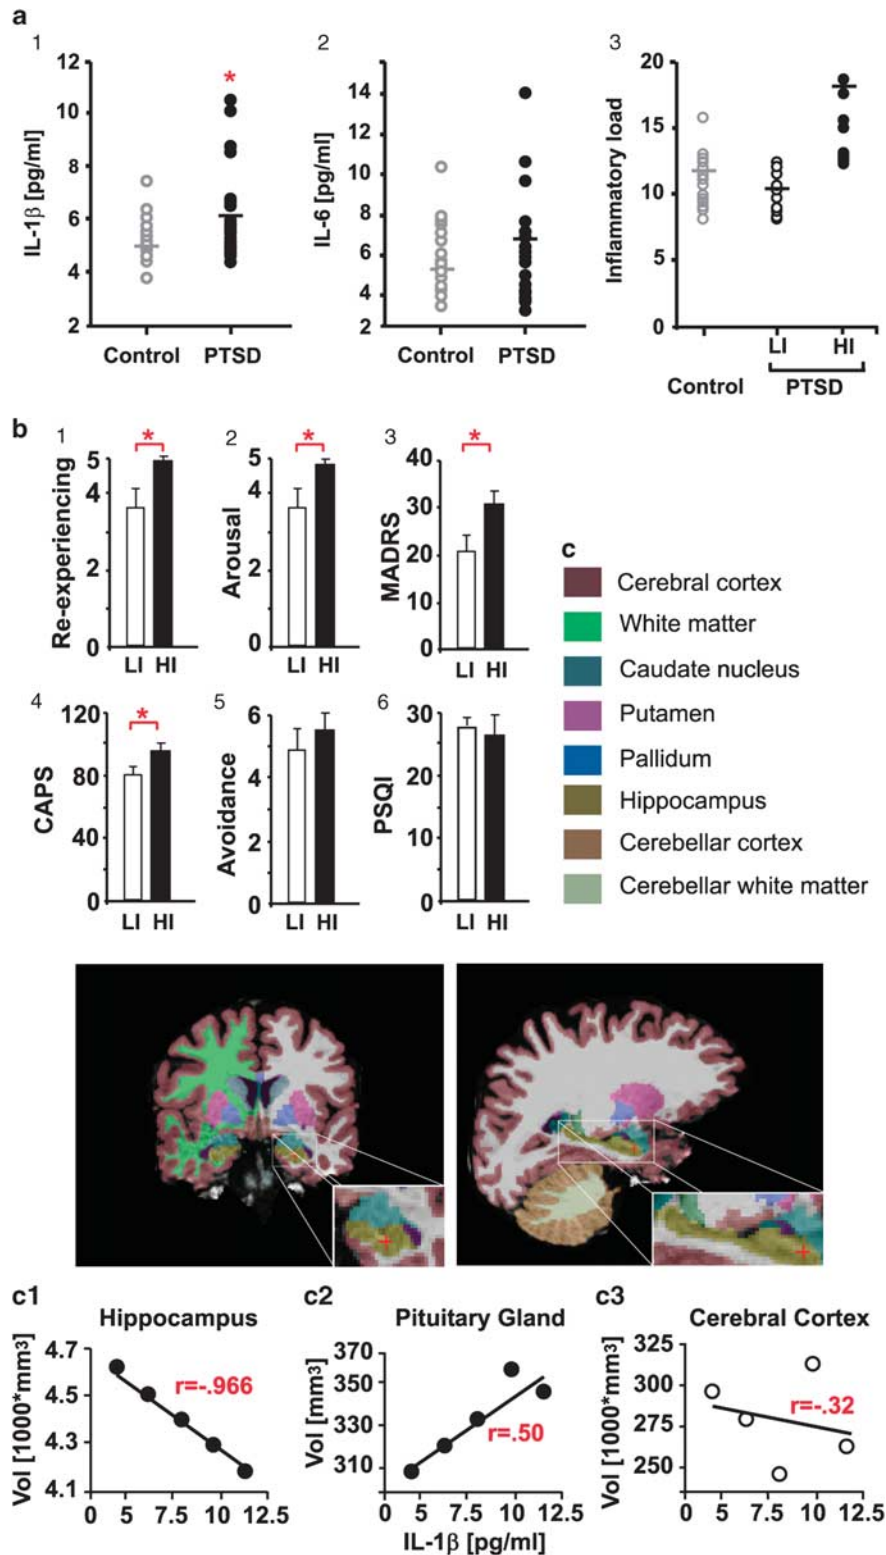 a
1
IL-1β [pg/ml]
12
10
8
6
4
2
*
Control PTSD
2
IL-6 [pg/ml]
14
12
10
8
6
4
2
Control PTSD
3
Inflammatory load
20
15
10
5
0
LI HI
Control PTSD
b
1
Re-experiencing
5
4
2
0
*
LI HI
2
Arousal
5
4
2
0
*
LI HI
3
MADRS
40
30
20
10
0
*
LI HI
4
CAPS
120
80
40
0
*
LI HI
5
Avoidance
6
4
2
0
LI HI
6
PSQI
30
20
10
0
LI HI
c
Cerebral cortex
White matter
Caudate nucleus
Putamen
Pallidum
Hippocampus
Cerebellar cortex
Cerebellar white matter
c1
Hippocampus
Vol [1000*mm³]
4.7
4.5
4.3
4.1
r=-.966
0 5 7.5 10 12.5
c2
Pituitary Gland
Vol [mm³]
370
350
330
310
r=.50
0 5 7.5 10 12.5
IL-1β [pg/ml]
c3
Cerebral Cortex
Vol [1000*mm³]
325
300
275
250
r=-.32
0 5 7.5 10 12.5